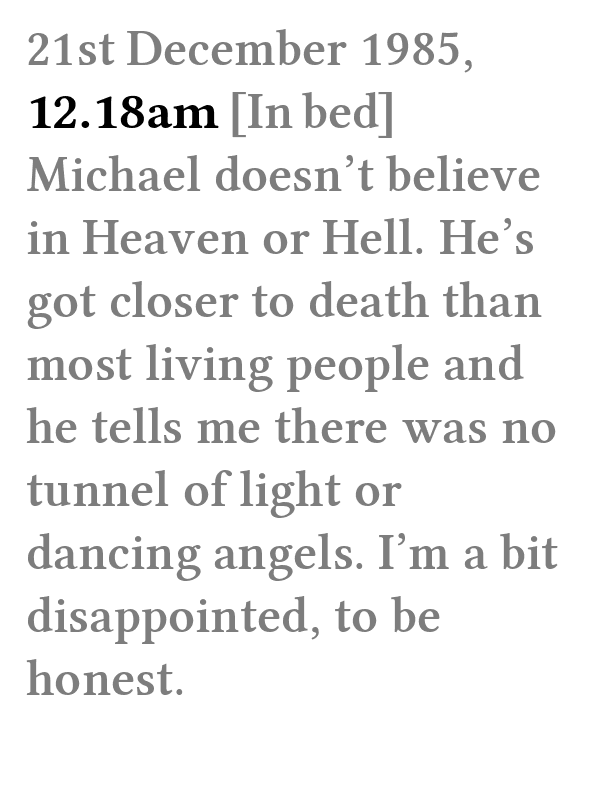 21st December 1985,
12.18am [In bed]
Michael doesn’t believe
in Heaven or Hell. He’s
got closer to death than
most living people and
he tells me there was no
tunnel of light or
dancing angels. I’m a bit
disappointed, to be
honest.